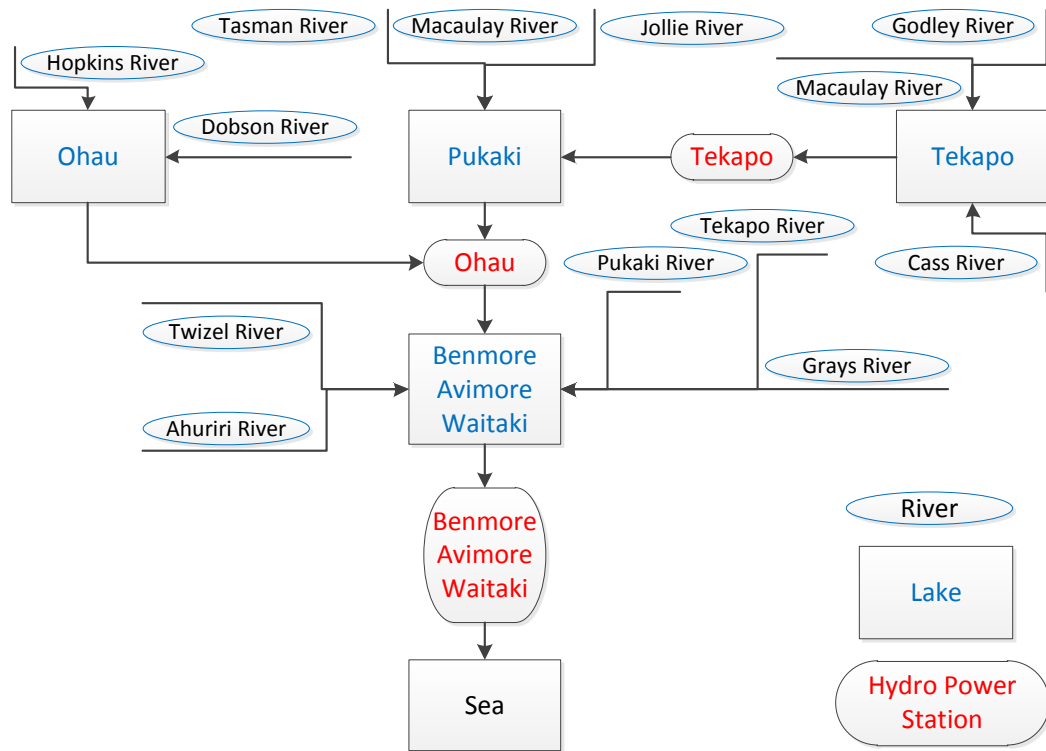 Tasman River
Macaulay River
Jollie River
Godley River
Hopkins River
Macaulay River
Dobson River
Ohau
Pukaki
Tekapo
Tekapo
Tekapo River
Ohau
Pukaki River
Cass River
Twizel River
Benmore
Avimore
Waitaki
Grays River
Ahuriri River
Benmore
Avimore
Waitaki
River
Lake
Sea
Hydro Power
Station